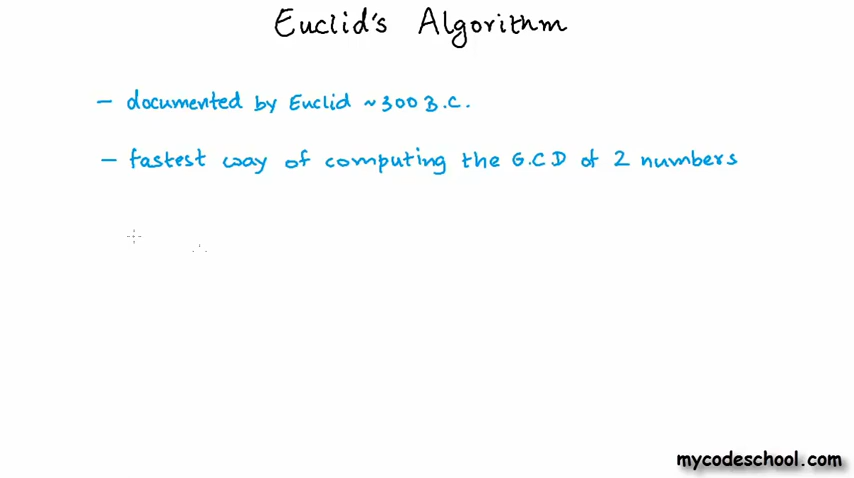 Euclid's Algorithm
- documented by Euclid ~300 B.C.
- fastest way of computing the G.C.D of 2 numbers
mycodeschool.com